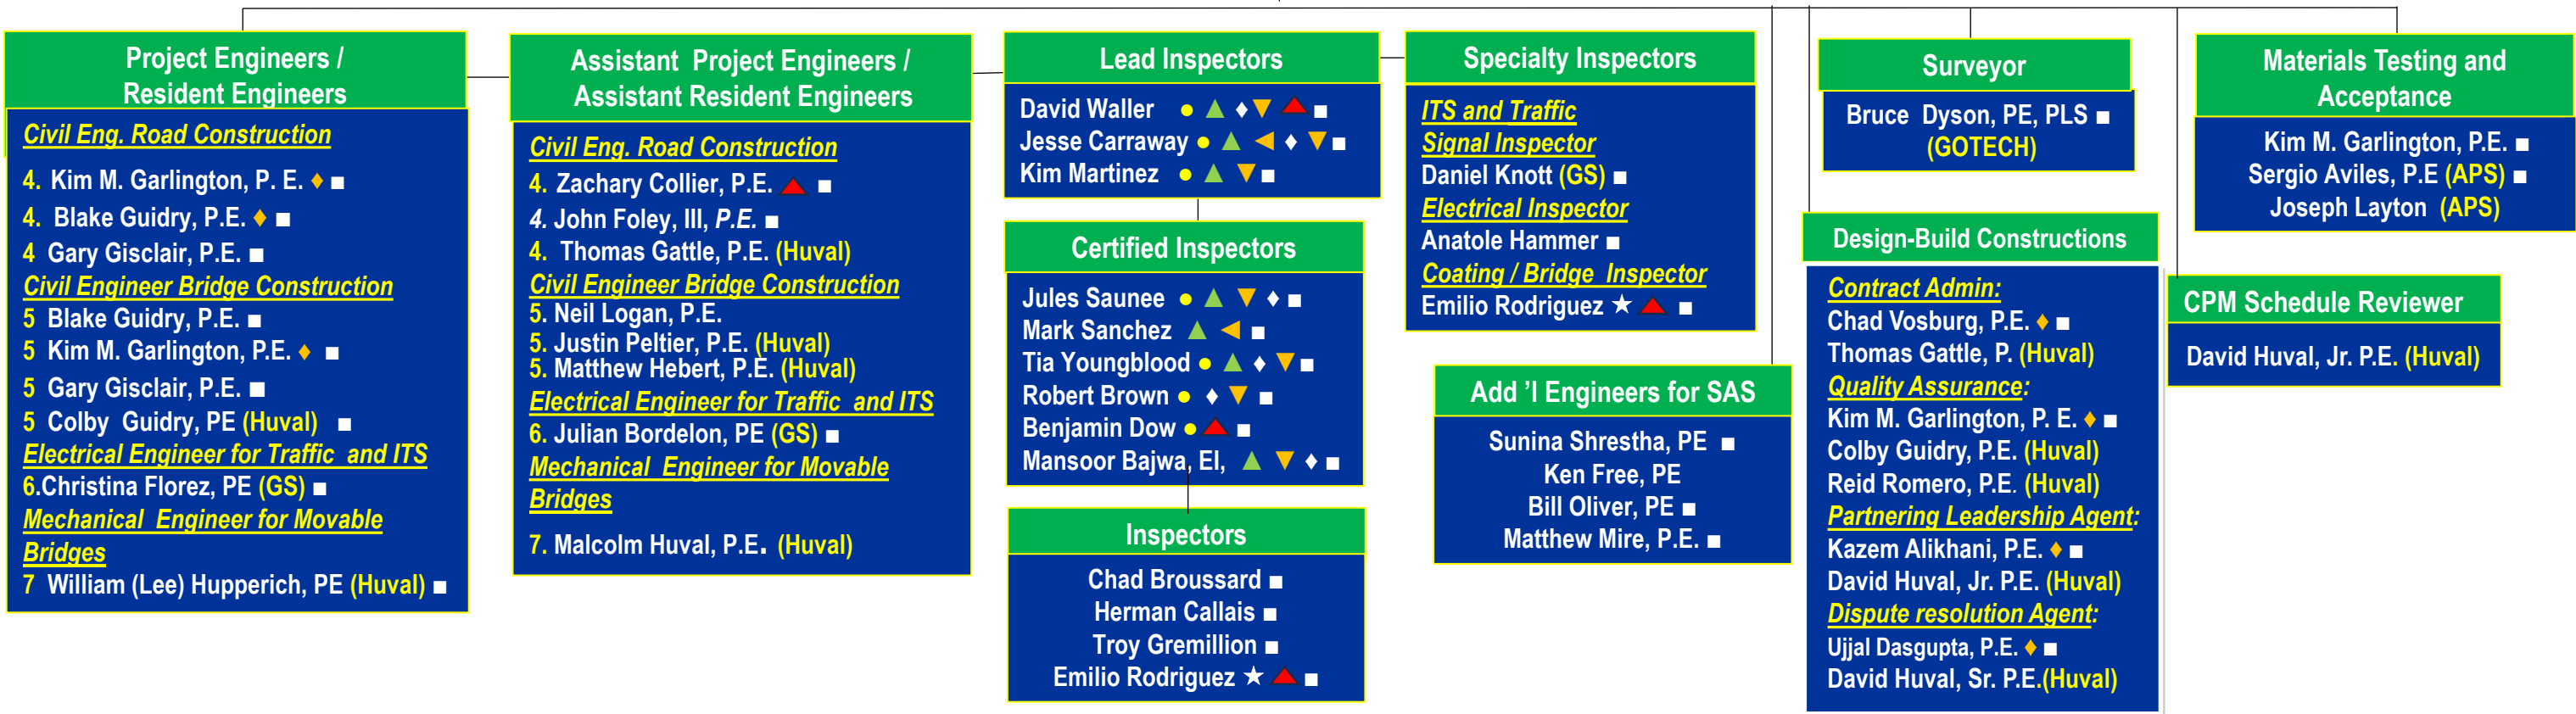 Project Engineers /
Resident Engineers
Civil Eng. Road Construction
4. Kim M. Garlington, P. E. ♦ ■
4. Blake Guidry, P.E. ♦ ■
4 Gary Gisclair, P.E. ■
Civil Engineer Bridge Construction
5 Blake Guidry, P.E. ■
5 Kim M. Garlington, P.E. ♦ ■
5 Gary Gisclair, P.E. ■
5 Colby Guidry, PE (Huval) ■
Electrical Engineer for Traffic and ITS
6.Christina Florez, PE (GS) ■
Mechanical Engineer for Movable
Bridges
7 William (Lee) Hupperich, PE (Huval) ■
Assistant Project Engineers /
Assistant Resident Engineers
Civil Eng. Road Construction
4. Zachary Collier, P.E. ▲ ■
4. John Foley, III, P.E. ■
4. Thomas Gattle, P.E. (Huval)
Civil Engineer Bridge Construction
5. Neil Logan, P.E.
5. Justin Peltier, P.E. (Huval)
5. Matthew Hebert, P.E. (Huval)
Electrical Engineer for Traffic and ITS
6. Julian Bordelon, PE (GS) ■
Mechanical Engineer for Movable
Bridges
7. Malcolm Huval, P.E. (Huval)
Lead Inspectors
David Waller ● ▲ ♦ ▼ ▲ ■
Jesse Carraway ● ▲ ◄ ♦ ▼ ■
Kim Martinez ● ▲ ▼ ■
Certified Inspectors
Jules Saunee ● ▲ ▼ ♦ ■
Mark Sanchez ▲ ◄ ■
Tia Youngblood ● ▲ ♦ ▼ ■
Robert Brown ● ♦ ▼ ■
Benjamin Dow ● ▲ ■
Mansoor Bajwa, EI, ▲ ▼ ♦ ■
Inspectors
Chad Broussard ■
Herman Callais ■
Troy Gremillion ■
Emilio Rodriguez ★ ▲ ■
Specialty Inspectors
ITS and Traffic
Signal Inspector
Daniel Knott (GS) ■
Electrical Inspector
Anatole Hammer ■
Coating / Bridge Inspector
Emilio Rodriguez ★ ▲ ■
Add 'l Engineers for SAS
Sunina Shrestha, PE ■
Ken Free, PE
Bill Oliver, PE ■
Matthew Mire, P.E. ■
Surveyor
Bruce Dyson, PE, PLS ■
(GOTECH)
Design-Build Constructions
Contract Admin:
Chad Vosburg, P.E. ♦ ■
Thomas Gattle, P. (Huval)
Quality Assurance:
Kim M. Garlington, P. E. ♦ ■
Colby Guidry, P.E. (Huval)
Reid Romero, P.E. (Huval)
Partnering Leadership Agent:
Kazem Alikhani, P.E. ♦ ■
David Huval, Jr. P.E. (Huval)
Dispute resolution Agent:
Ujjal Dasgupta, P.E. ♦ ■
David Huval, Sr. P.E.(Huval)
Materials Testing and
Acceptance
Kim M. Garlington, P.E. ■
Sergio Aviles, P.E (APS) ■
Joseph Layton (APS)
CPM Schedule Reviewer
David Huval, Jr. P.E. (Huval)